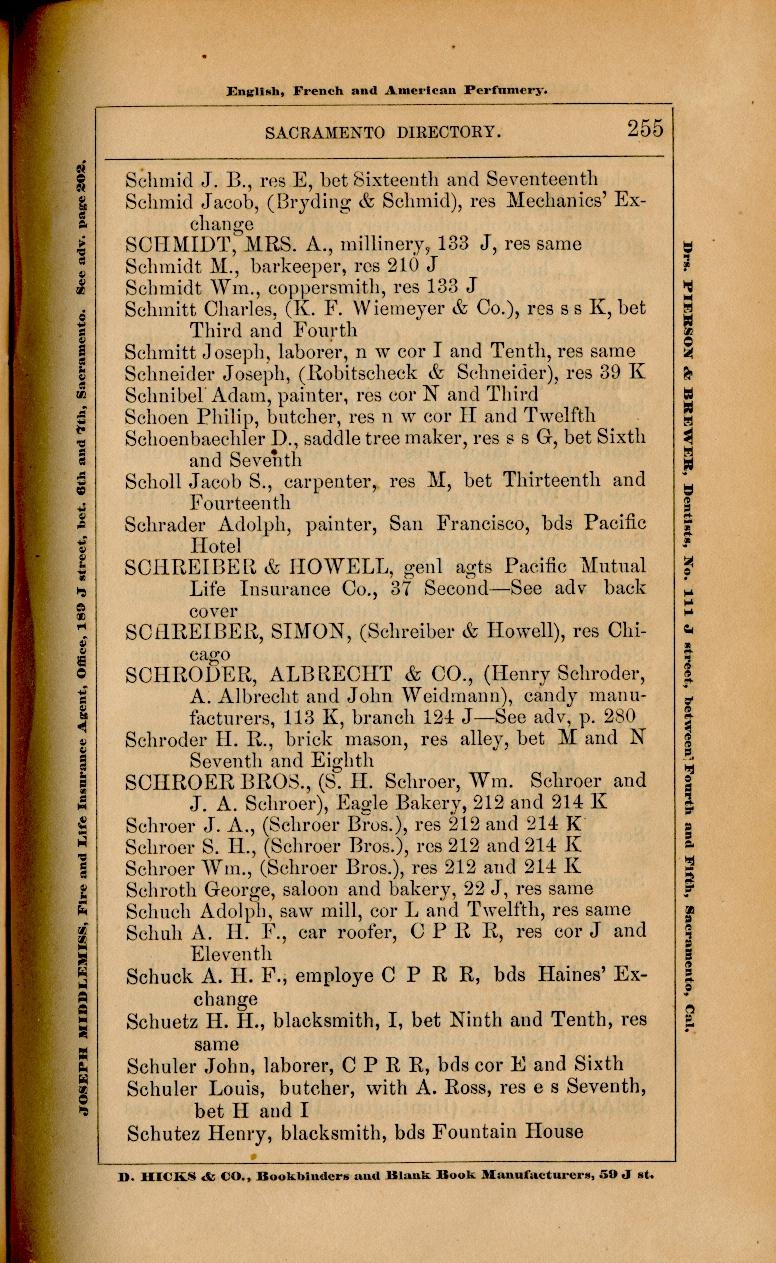 English, French and American Perfumery.
SACRAMENTO DIRECTORY. 255
Schmid J. B., res E, bet Sixteenth and Seventeenth
Schmid Jacob, (Bryding & Schmid), res Mechanics' Ex-
change
SCHMIDT, MRS. A., millinery, 133 J, res same
Schmidt M., barkeeper, res 210 J
Schmidt Wm., coppersmith, res 133 J
Schmitt Charles, (K. F. Wiemeyer & Co.), res s s K, bet
Third and Fourth
Schmitt Joseph, laborer, n w cor I and Tenth, res same
Schneider Joseph, (Robitscheck & Schneider), res 39 K
Schnibel Adam, painter, res cor N and Third
Schoen Philip, butcher, res n w cor H and Twelfth
Schoenbaechler D., saddle tree maker, res s s G, bet Sixth
and Seventh
Scholl Jacob S., carpenter, res M, bet Thirteenth and
Fourteenth
Schrader Adolph, painter, San Francisco, bds Pacific
Hotel
SCHREIBER & HOWELL, genl agts Pacific Mutual
Life Insurance Co., 37 Second—See adv back
cover
SCHREIBER, SIMON, (Schreiber & Howell), res Chi-
cago
SCHRODER, ALBRECHT & CO., (Henry Schroder,
A. Albrecht and John Weidmann), candy manu-
facturers, 113 K, branch 124 J—See adv, p. 280
Schroder H. R., brick mason, res alley, bet M and N
Seventh and Eighth
SCHROER BROS., (S. H. Schroer, Wm. Schroer and
J. A. Schroer), Eagle Bakery, 212 and 214 K
Schroer J. A., (Schroer Bros.), res 212 and 214 K
Schroer S. H., (Schroer Bros.), res 212 and 214 K
Schroer Wm., (Schroer Bros.), res 212 and 214 K
Schroth George, saloon and bakery, 22 J, res same
Schuch Adolph, saw mill, cor L and Twelfth, res same
Schuh A. H. F., car roofer, C P R R, res cor J and
Eleventh
Schuck A. H. F., employe C P R R, bds Haines' Ex-
change
Schuetz H. H., blacksmith, I, bet Ninth and Tenth, res
same
Schuler John, laborer, C P R R, bds cor E and Sixth
Schuler Louis, butcher, with A. Ross, res e s Seventh,
bet H and I
Schutez Henry, blacksmith, bds Fountain House
D. HICKS & CO., Bookbinders and Blank Book Manufacturers, 59 J st.
JOSEPH MIDDLEMISS, Fire and Life Insurance Agent, Office, 189 J street, bet. 6th and 7th, Sacramento. See adv. page 202.
Drs. PIERSON & BREWER, Dentists, No. 111 J street, between Fourth and Fifth, Sacramento, Cal.